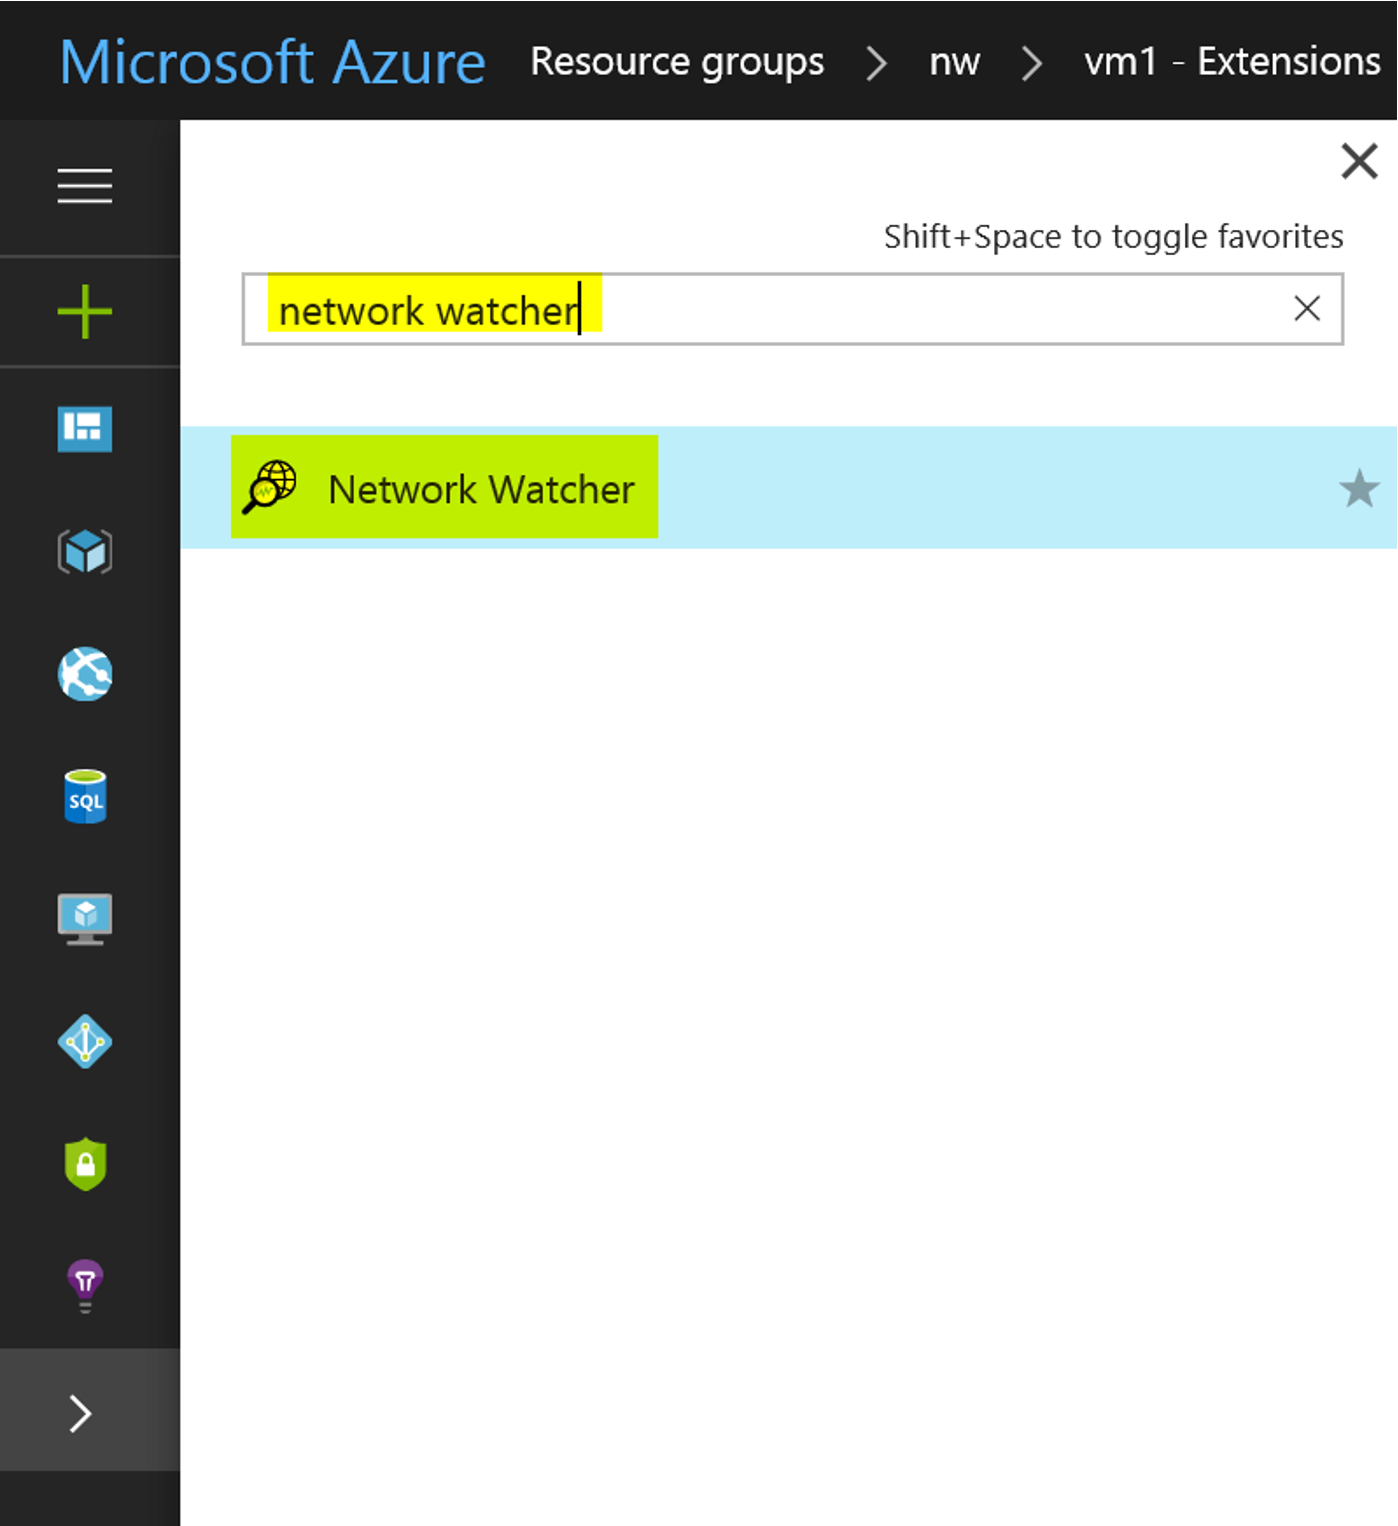 Microsoft Azure Resource groups > nw > vm1 - Extensions
Shift+Space to toggle favorites
network watcher
Network Watcher
SQL